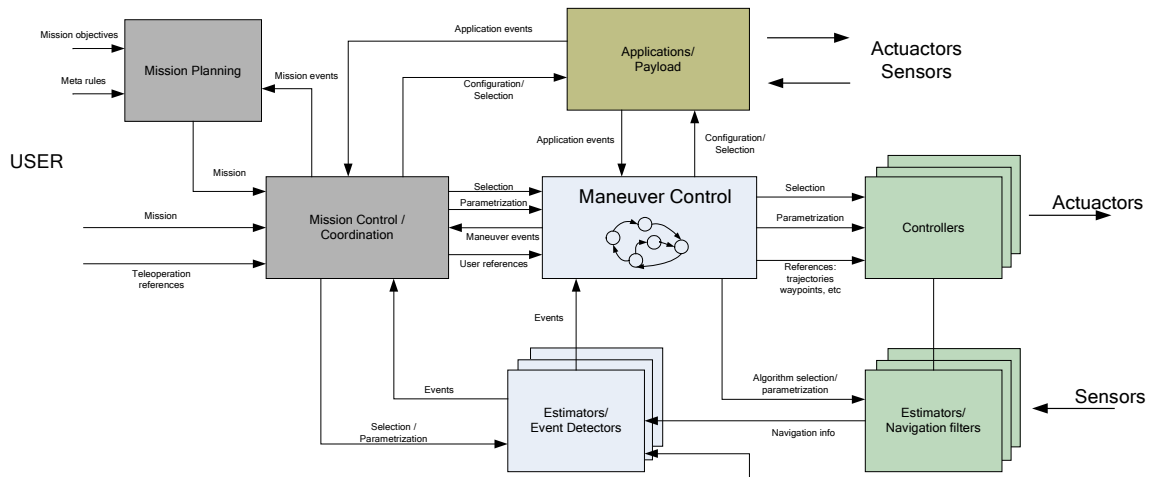 Mission objectives
Meta rules
Mission Planning
Mission events
Application events
Configuration/
Selection
Applications/
Payload
Actuactors
Sensors
Application events
Configuration/
Selection
USER
Mission
Mission
Teleoperation
references
Mission Control /
Coordination
Selection
Parametrization
Maneuver events
User references
Maneuver Control
Selection
Parametrization
References:
trajectories
waypoints, etc
Controllers
Actuactors
Events
Events
Selection /
Parametrization
Estimators/
Event Detectors
Algorithm selection/
parametrization
Navigation info
Estimators/
Navigation filters
Sensors